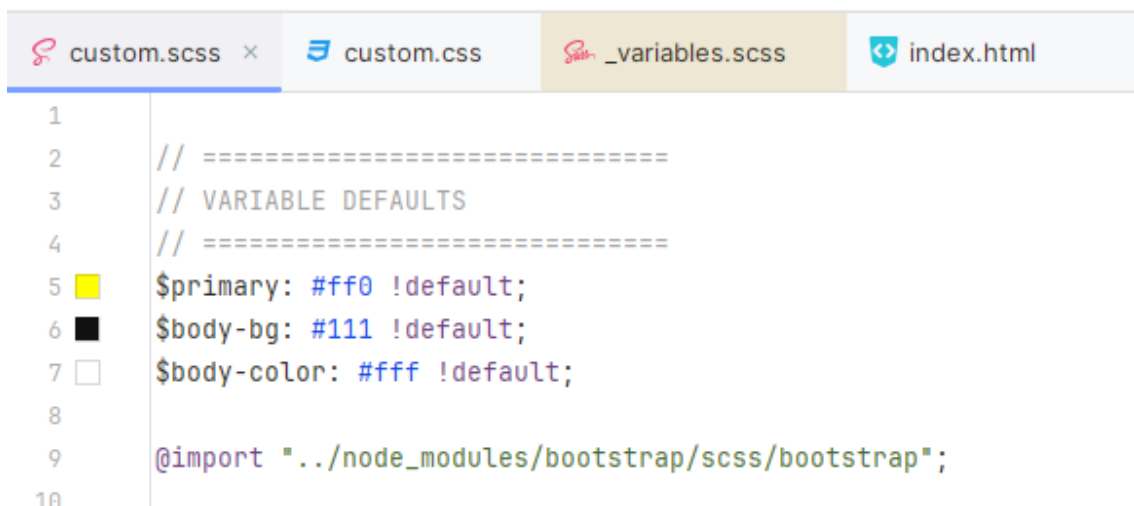 custom.scss × custom.css _variables.scss index.html
1
2 // ==============================
3 // VARIABLE DEFAULTS
4 // ==============================
5 $primary: #ff0 !default;
6 $body-bg: #111 !default;
7 $body-color: #fff !default;
8
9 @import "../node_modules/bootstrap/scss/bootstrap";
10